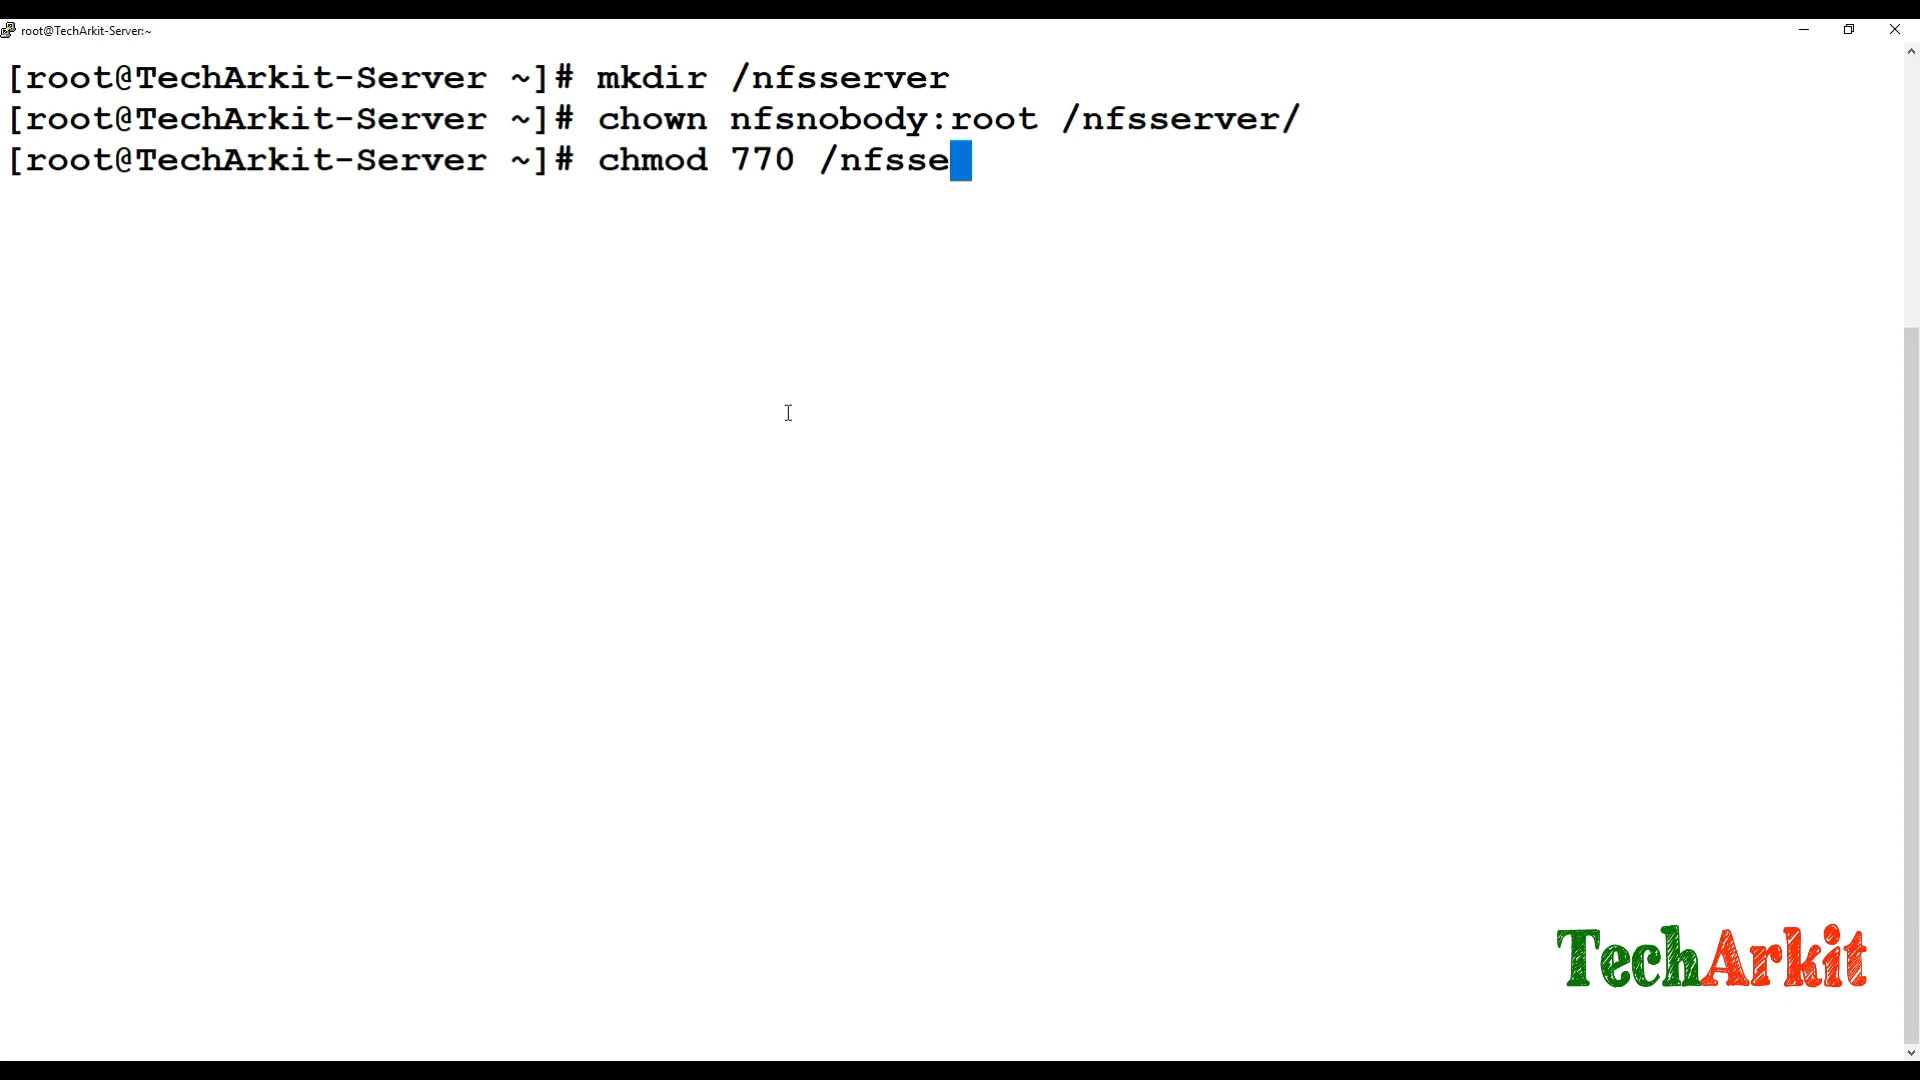 root@TechArkit-Server:~
[root@TechArkit-Server ~]# mkdir /nfsserver
[root@TechArkit-Server ~]# chown nfsnobody:root /nfsserver/
[root@TechArkit-Server ~]# chmod 770 /nfsse
TechArkit